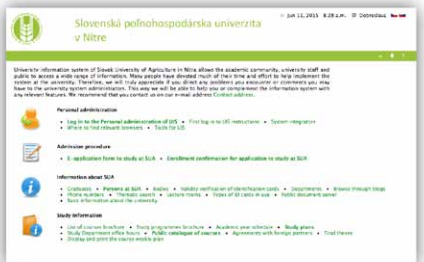 Jun 11, 2015 8:28 a.m. Dobrodsus
Slovenská poľnohospodárska univerzita
v Nitre
University information system of Slovak University of Agriculture in Nitra allows the academic community, university staff and
public to access a wide range of information. Many people have devoted much of their time and effort to help implement the
system at the University. Therefore, we will truly appreciate if you direct any problems you encounter or comments you may
have to the university system administrators. This way we will be able to help you or complement the information system with
any relevant features. We recommend that you contact us on our e-mail address Contact address.
Personal administration
Log in to the Personal administration of UIS • First log-in to UIS instructions • System integrators
Where to find relevant browsers • Tools for UIS
Admission procedure
E-application form to study at SUA • Enrollment confirmation for application to study at SUA
Information about SUA
Graduates • Persons at SUA • Bodies • Validity verification of identification cards • Departments • Browse through blogs
Phone numbers • Thematic search • Lecture rooms • Types of ID cards in use • Public document server
Basic information about the university
Study information
List of courses brochure • Study programmes brochure • Academic year schedule • Study plans
Study Department office hours • Public catalogue of courses • Agreements with foreign partners • Find theses
Display and print the course weekly plan